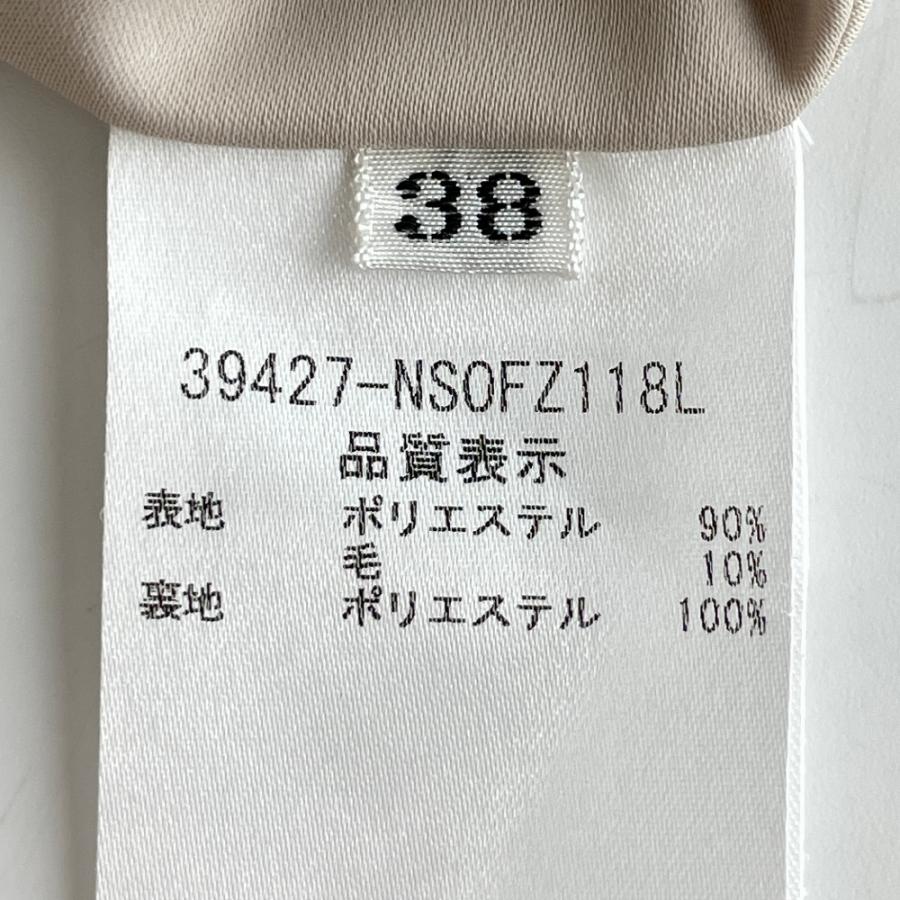 38
39427-NSOFZ118L
品質表示
表地 ポリエステル 90%
毛 10%
裏地 ポリエステル 100%